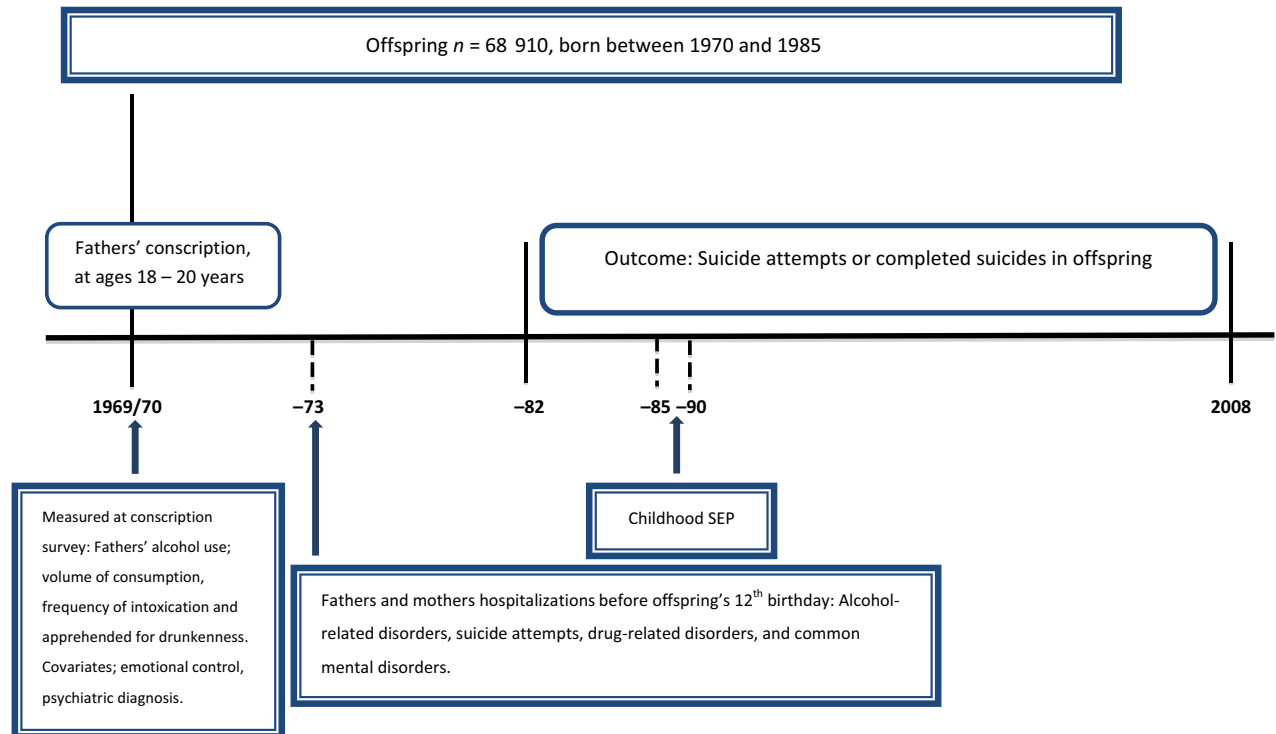 Offspring n = 68 910, born between 1970 and 1985
Fathers’ conscription,
at ages 18 – 20 years
Outcome: Suicide attempts or completed suicides in offspring
1969/70
–73
–82
–85
–90
2008
Measured at conscription
survey: Fathers’ alcohol use;
volume of consumption,
frequency of intoxication and
apprehended for drunkenness.
Covariates; emotional control,
psychiatric diagnosis.
Childhood SEP
Fathers and mothers hospitalizations before offspring’s 12th birthday: Alcohol-
related disorders, suicide attempts, drug-related disorders, and common
mental disorders.